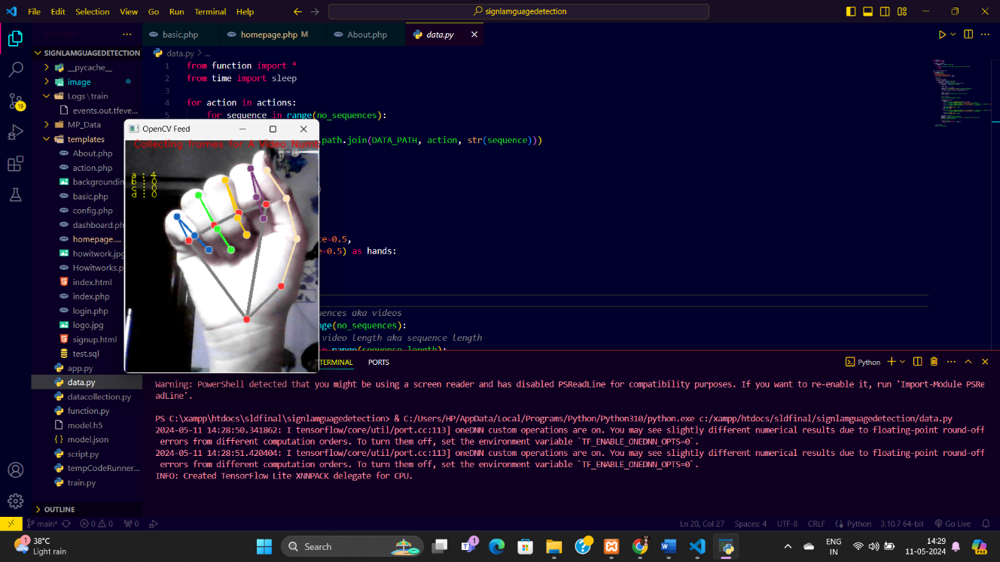 File Edit Selection View Go Run Terminal Help
signlamguagedetection
basic.php
homepage.php M
About.php
data.py
SIGNLAMGUAGEDETECTION
__pycache__
image
Logs \ train
events.out.tfeve...
MP_Data
templates
About.php
action.php
backgroundin
basic.php
config.php
dashboard.ph
homepage....
howitwork.jpg
Howitworks.p
index.html
index.php
login.php
logo.jpg
signup.html
test.sql
app.py
data.py
datacollection.py
function.py
model.h5
model.json
script.py
tempCodeRunner...
train.py
OUTLINE
19
data.py > ...
1 from function import *
2 from time import sleep
3
4 for action in actions:
5 for sequence in range(no_sequences):
.path.join(DATA_PATH, action, str(sequence)))
ce=0.5,
e=0.5) as hands:
uences aka videos
nge(no_sequences):
video length aka sequence length
in range(sequence_length):
OpenCV Feed
Collecting frames for A Video Numb
a : 4
b : 0
c : 0
d : 0
TERMINAL PORTS
Python
Warning: PowerShell detected that you might be using a screen reader and has disabled PSReadLine for compatibility purposes. If you want to re-enable it, run 'Import-Module PSRe
adLine'.
PS C:\xampp\htdocs\sldfinal\signlamguagedetection> & C:/Users/HP/AppData/Local/Programs/Python/Python310/python.exe c:/xampp/htdocs/sldfinal/signlamguagedetection/data.py
2024-05-11 14:28:50.341862: I tensorflow/core/util/port.cc:113] oneDNN custom operations are on. You may see slightly different numerical results due to floating-point round-off
errors from different computation orders. To turn them off, set the environment variable `TF_ENABLE_ONEDNN_OPTS=0`.
2024-05-11 14:28:51.420404: I tensorflow/core/util/port.cc:113] oneDNN custom operations are on. You may see slightly different numerical results due to floating-point round-off
errors from different computation orders. To turn them off, set the environment variable `TF_ENABLE_ONEDNN_OPTS=0`.
INFO: Created TensorFlow Lite XNNPACK delegate for CPU.
main* 0 0 0
Ln 20, Col 27 Spaces: 4 UTF-8 CRLF Python 3.10.7 64-bit Go Live
1
38°C
Light rain
Search
1
ENG
IN
14:29
11-05-2024